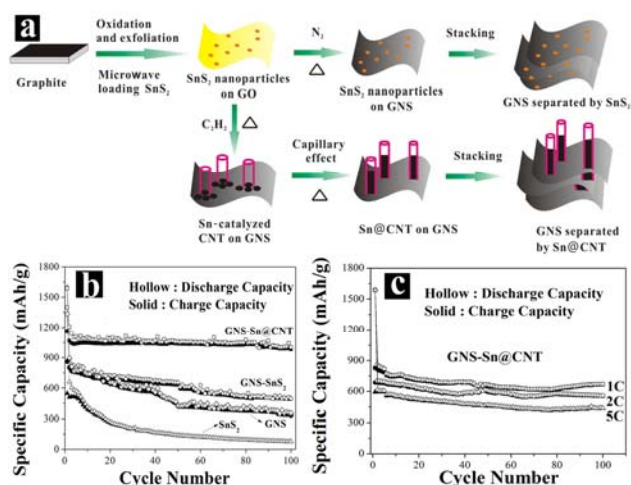 a
Oxidation
and exfoliation
Microwave
loading SnS2
Graphite
SnS2 nanoparticles
on GO
N2
△
SnS2 nanoparticles
on GNS
Stacking
GNS separated by SnS2
C2H2
△
Sn-catalyzed
CNT on GNS
Capillary
effect
△
Sn@CNT on GNS
Stacking
GNS separated
by Sn@CNT
b
Hollow : Discharge Capacity
Solid : Charge Capacity
GNS-Sn@CNT
GNS-SnS2
GNS
SnS2
Specific Capacity (mAh/g)
1800
1500
1200
900
600
300
0
0 20 40 60 80 100
Cycle Number
c
Hollow : Discharge Capacity
Solid : Charge Capacity
GNS-Sn@CNT
1C
2C
5C
Specific Capacity (mAh/g)
1800
1500
1200
900
600
300
0
0 20 40 60 80 100
Cycle Number